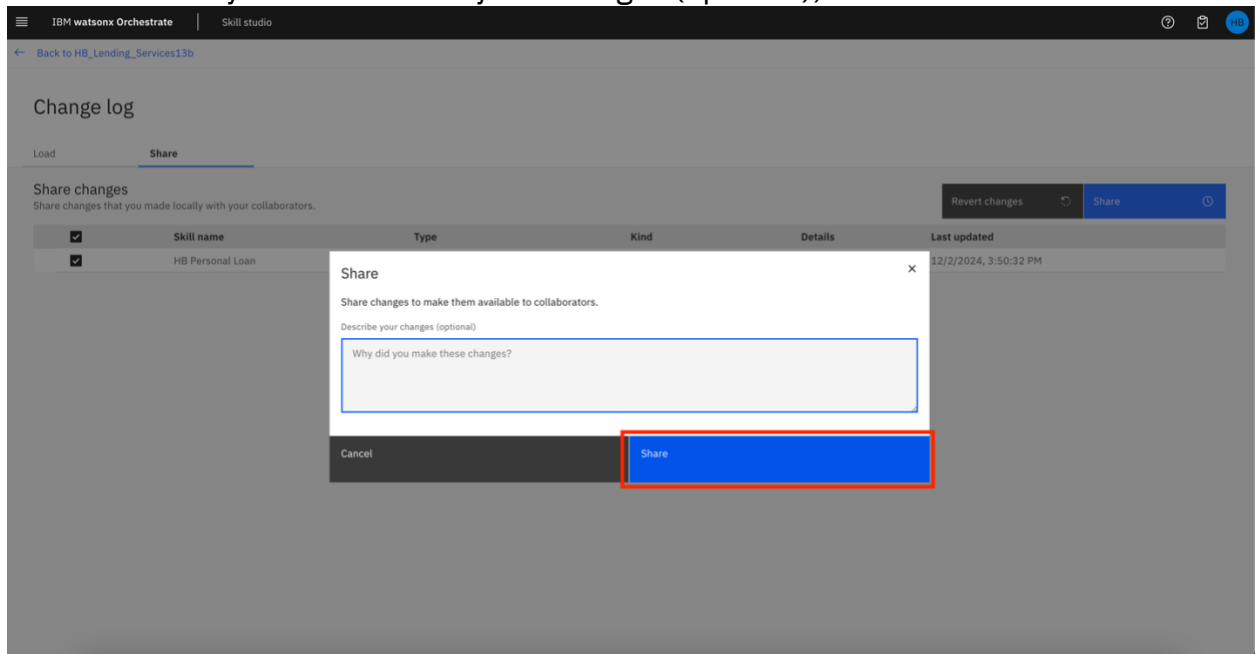 y y g ( p ), ,
IBM watsonx Orchestrate Skill studio HB
Back to HB_Lending_Services13b
Change log
Load Share
Share changes
Share changes that you made locally with your collaborators.
Revert changes Share
Skill name Type Kind Details Last updated
HB Personal Loan 12/2/2024, 3:50:32 PM
Share
Share changes to make them available to collaborators.
Describe your changes (optional)
Why did you make these changes?
Cancel Share